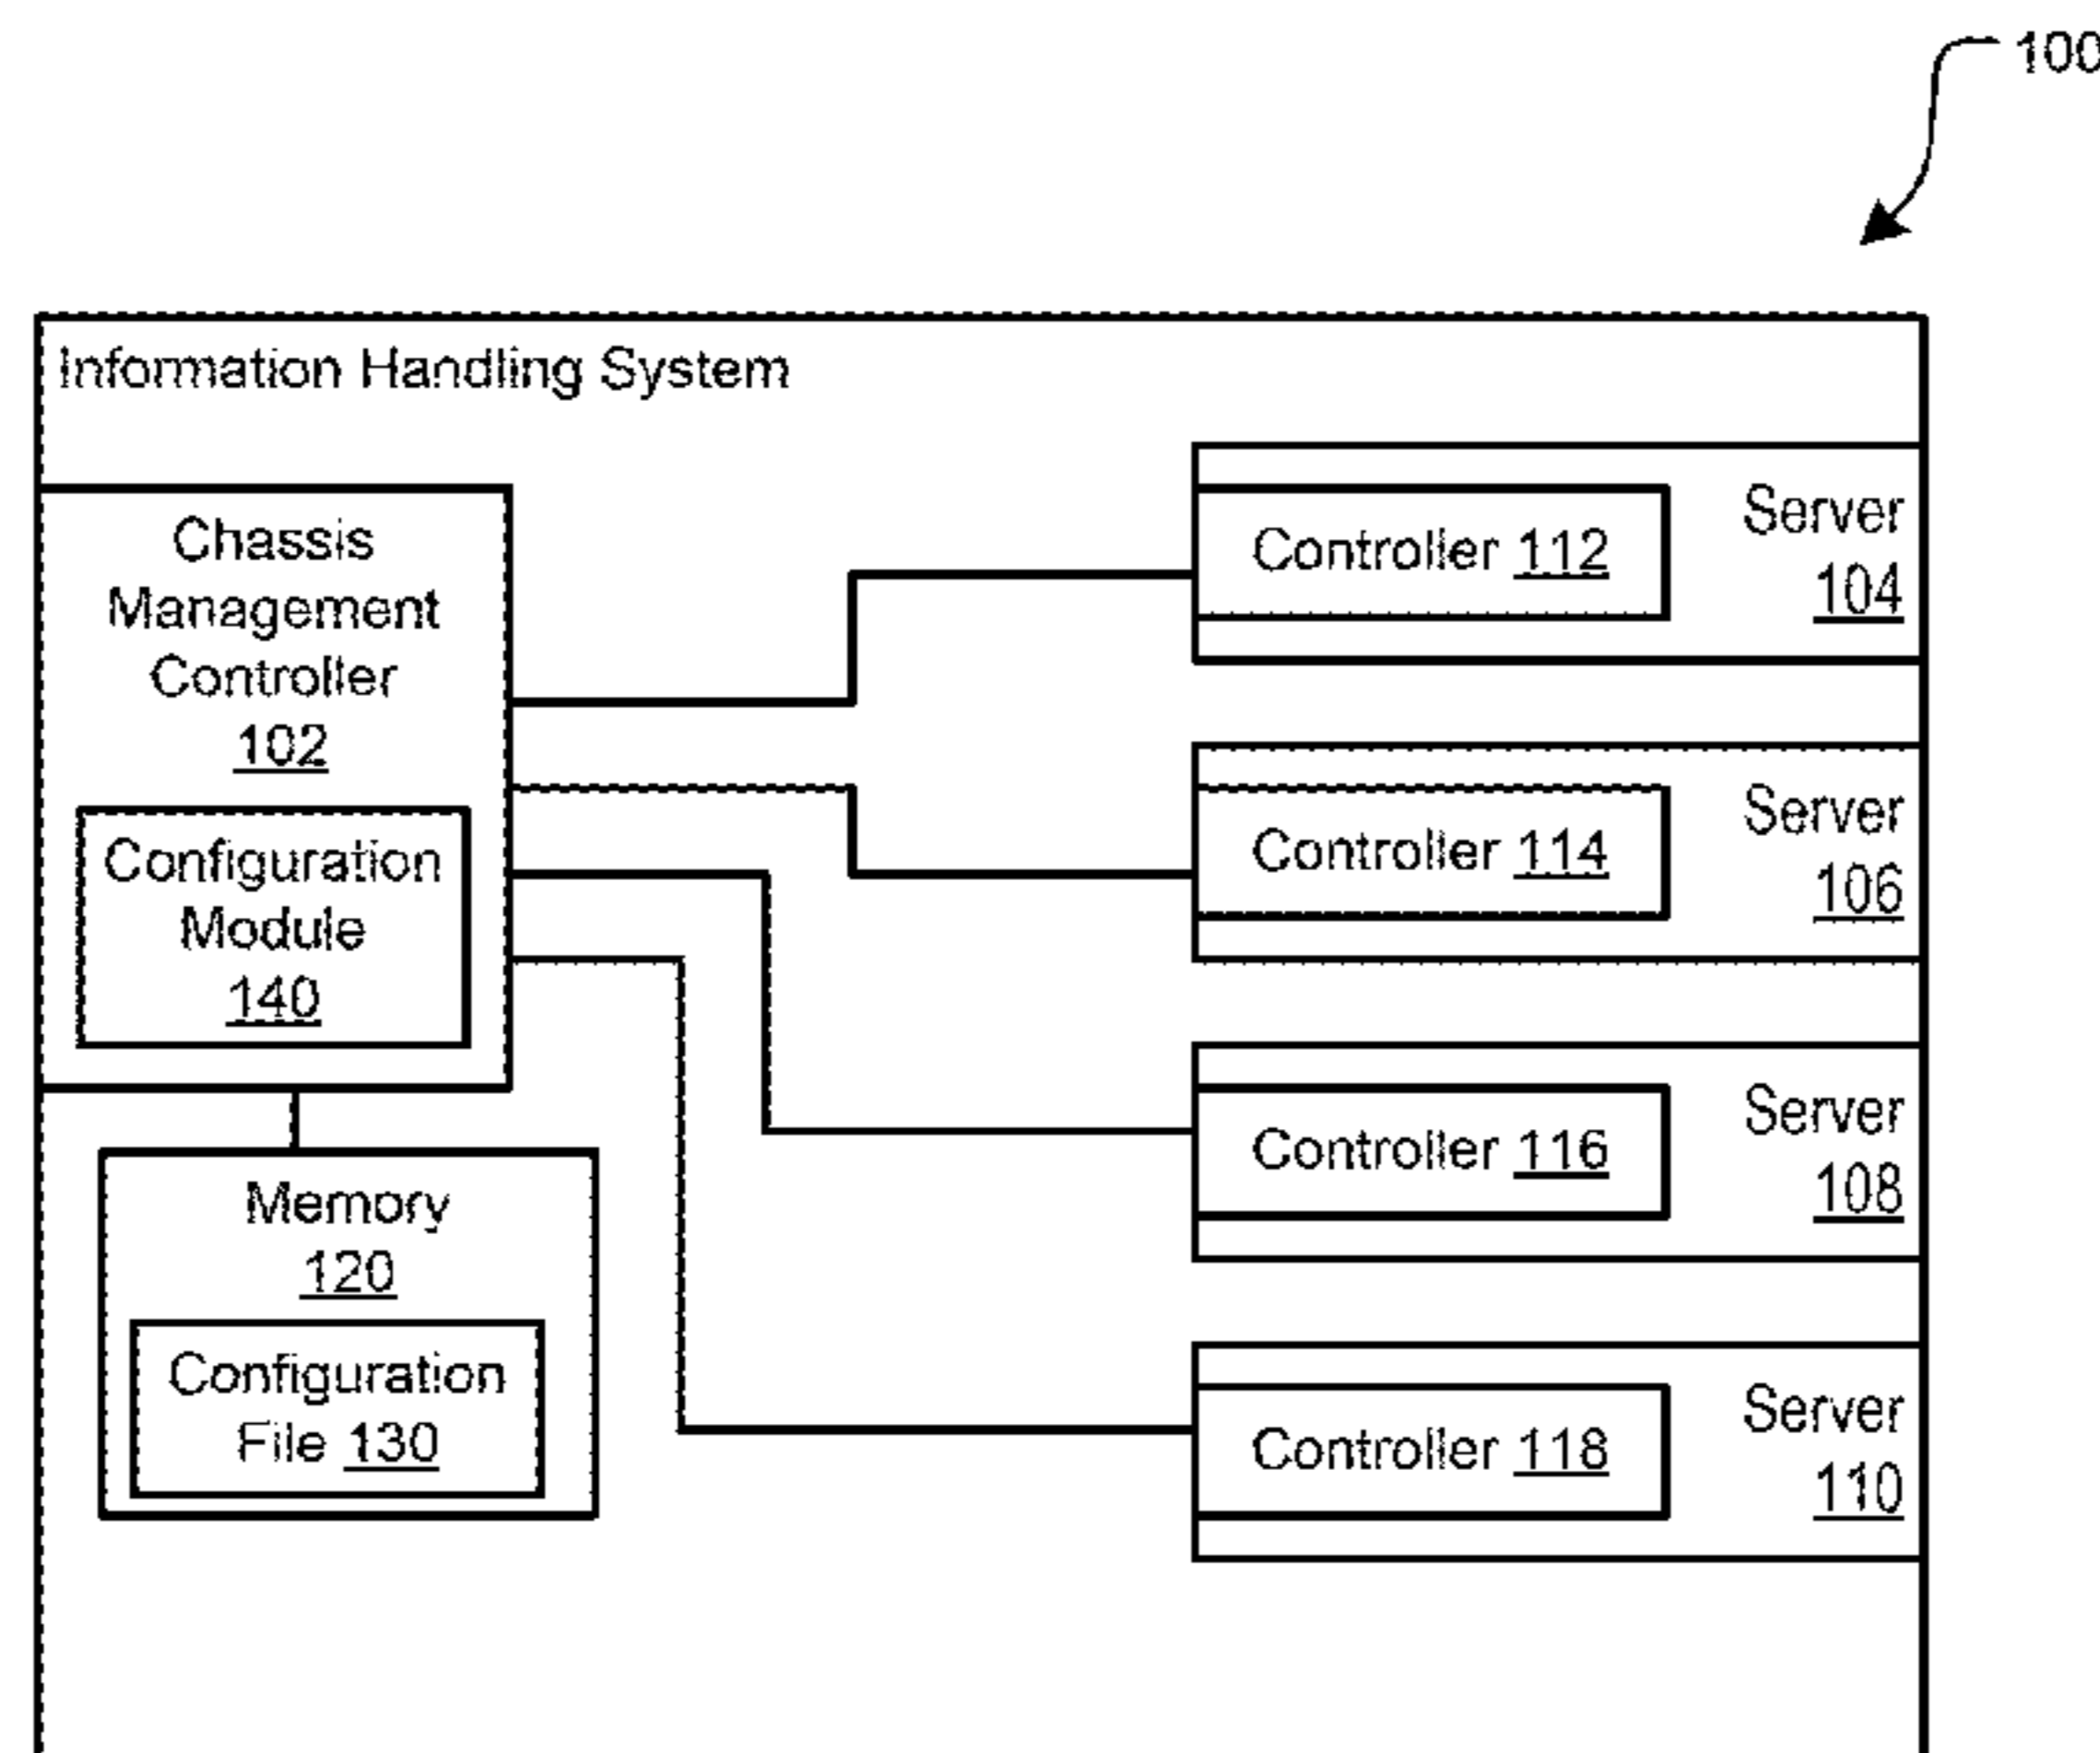 100
Information Handling System
Chassis
Management
Controller
102
Configuration
Module
140
Memory
120
Configuration
File 130
Controller 112
Server
104
Controller 114
Server
106
Controller 116
Server
108
Controller 118
Server
110